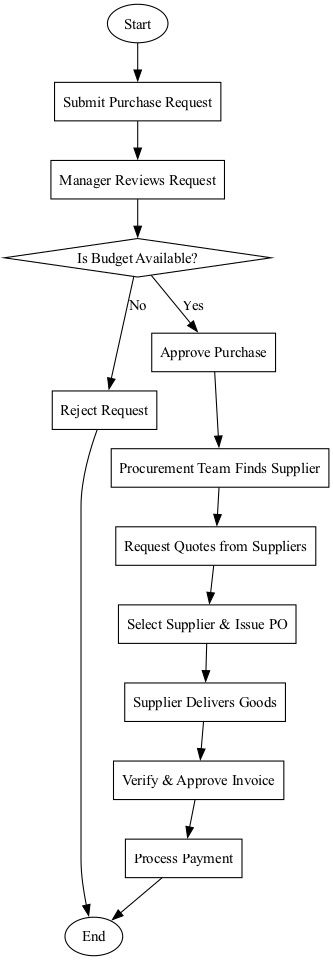 Start
Submit Purchase Request
Manager Reviews Request
Is Budget Available?
No
Yes
Approve Purchase
Reject Request
Procurement Team Finds Supplier
Request Quotes from Suppliers
Select Supplier & Issue PO
Supplier Delivers Goods
Verify & Approve Invoice
Process Payment
End